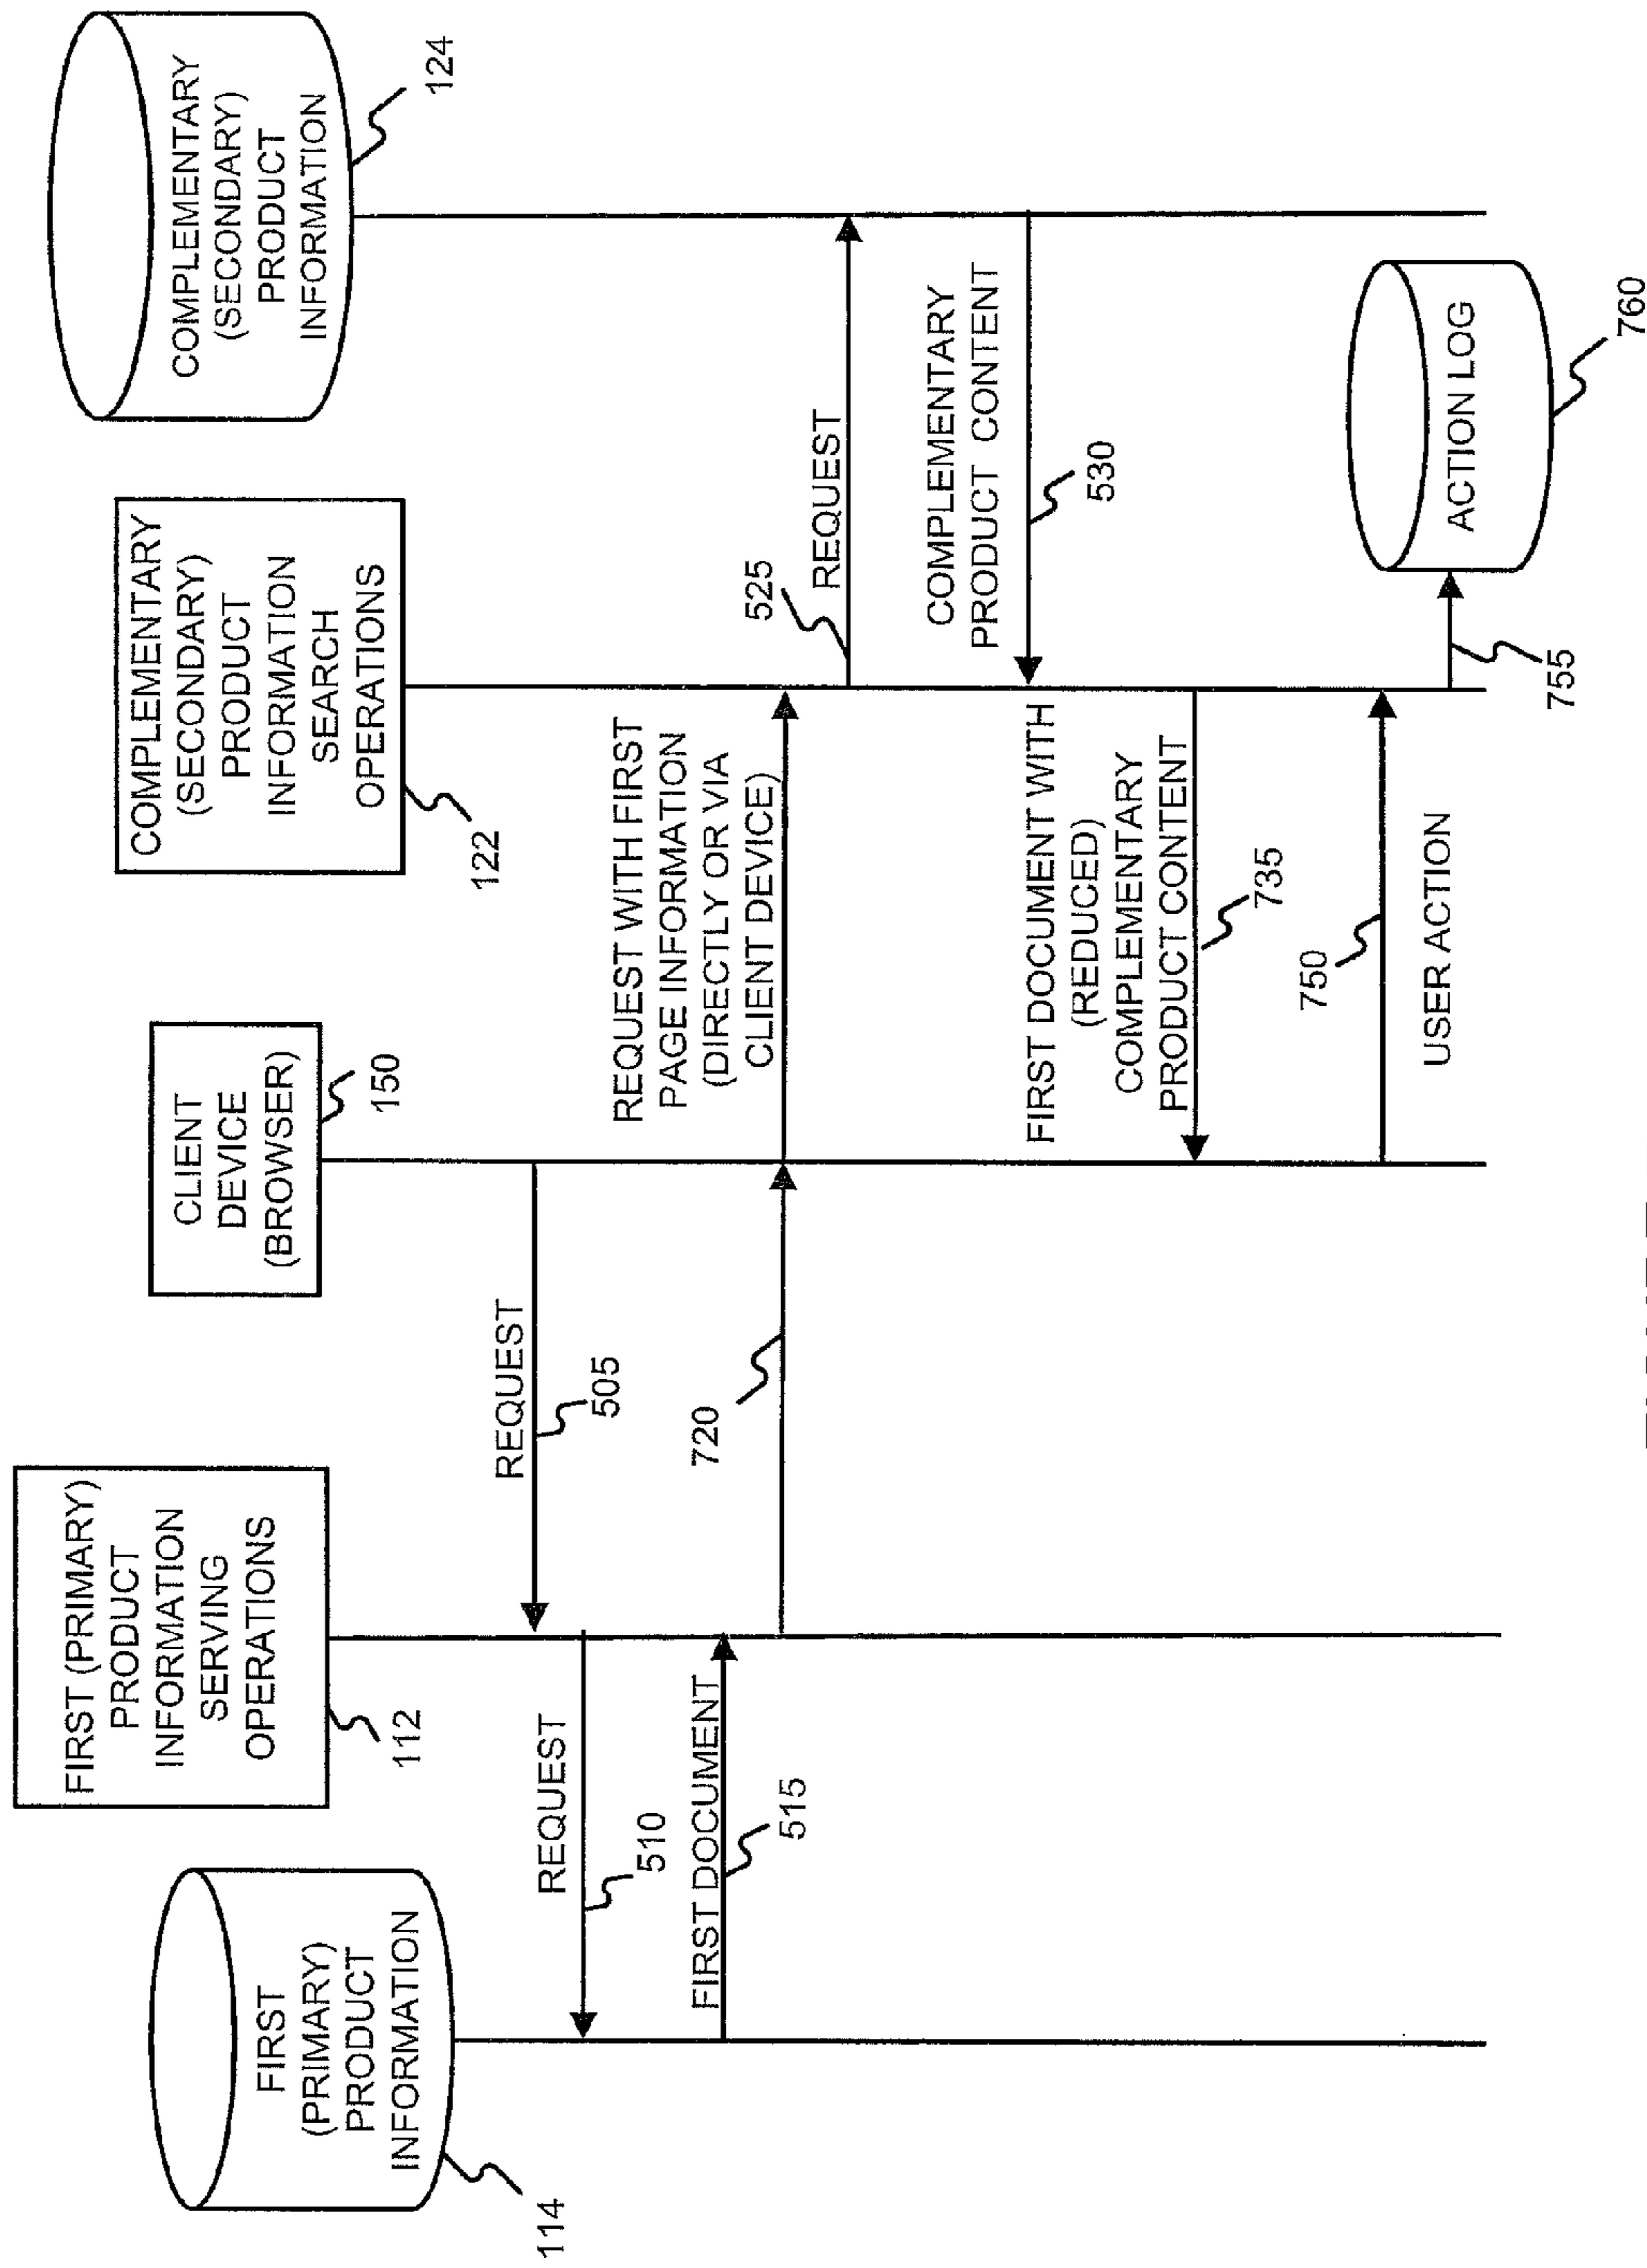 FIRST
(PRIMARY)
PRODUCT
INFORMATION
114
FIRST (PRIMARY)
PRODUCT
INFORMATION
SERVING
OPERATIONS
112
CLIENT
DEVICE
(BROWSER)
150
COMPLEMENTARY
(SECONDARY)
PRODUCT
INFORMATION
SEARCH
OPERATIONS
122
COMPLEMENTARY
(SECONDARY)
PRODUCT
INFORMATION
124
REQUEST
505
REQUEST
510
FIRST DOCUMENT
515
720
REQUEST WITH FIRST
PAGE INFORMATION
(DIRECTLY OR VIA
CLIENT DEVICE)
525
REQUEST
COMPLEMENTARY
PRODUCT CONTENT
530
FIRST DOCUMENT WITH
(REDUCED)
COMPLEMENTARY
PRODUCT CONTENT
735
750
USER ACTION
755
ACTION LOG
760